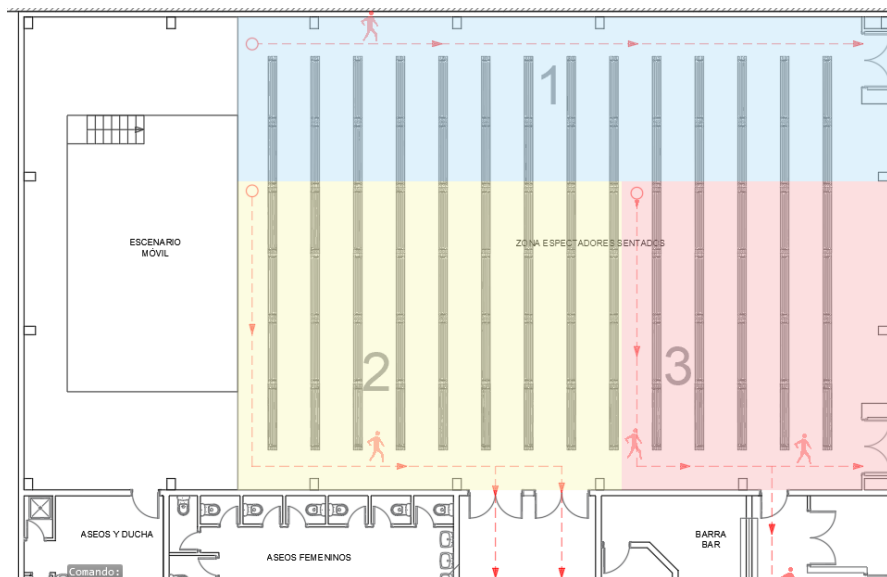 1
ESCENARIO
MÓVIL
ZONA ESPECTADORES SENTADOS
2
3
ASEOS Y DUCHA
ASEOS FEMENINOS
BARRA
BAR
Comando: